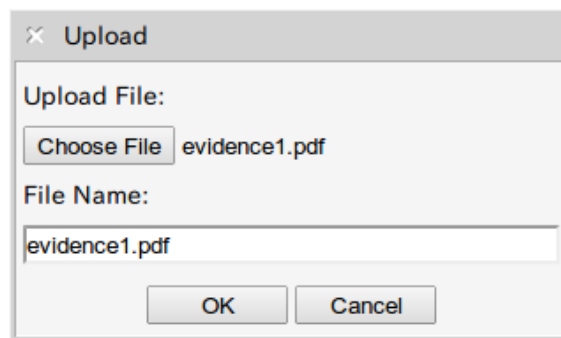 Upload
Upload File:
Choose File evidence1.pdf
File Name:
evidence1.pdf
OK Cancel